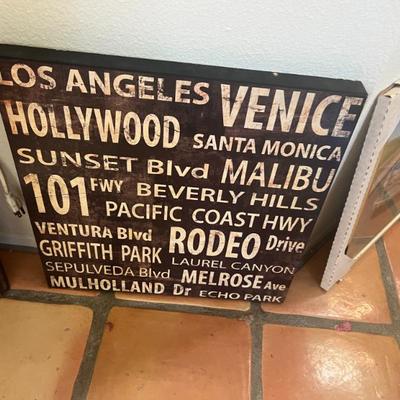 LOS ANGELES
VENICE
HOLLYWOOD
SANTA MONICA
SUNSET Blvd MALIBU
101 FWY BEVERLY HILLS
PACIFIC COAST HWY
VENTURA Blvd RODEO Drive
GRIFFITH PARK LAUREL CANYON
SEPULVEDA Blvd MELROSE Ave
MULHOLLAND Dr ECHO PARK